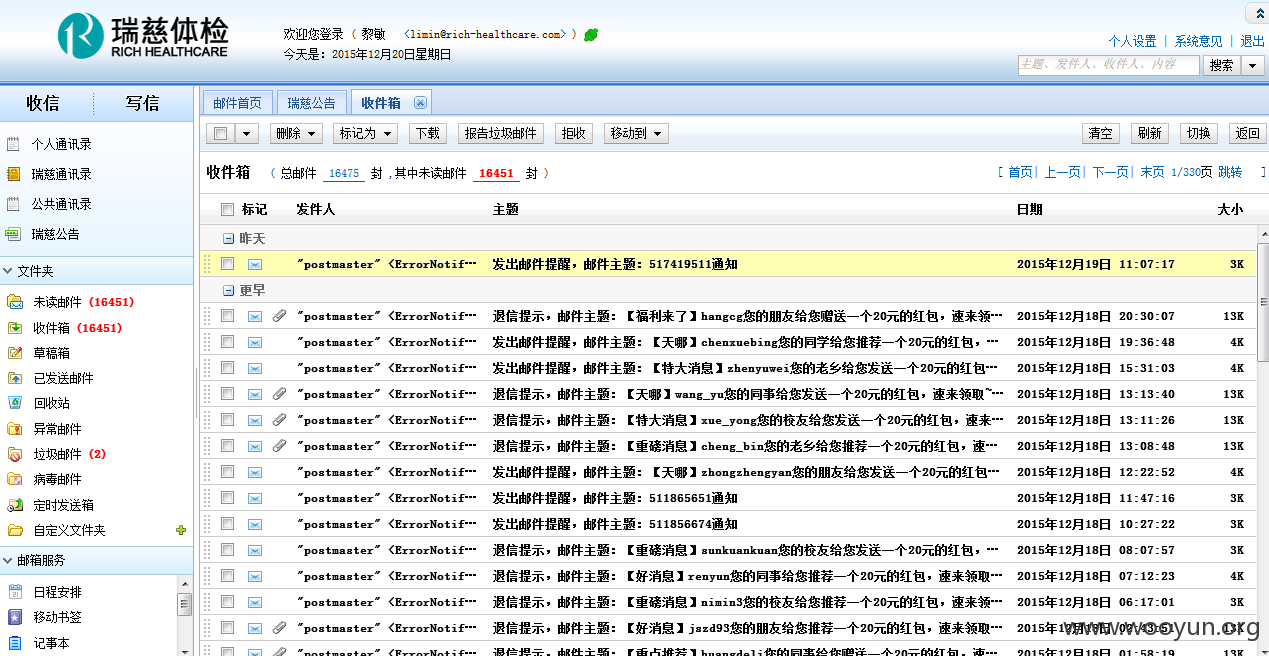 瑞慈体检
RICH HEALTHCARE
欢迎您登录 ( 黎敏 <limin@rich-healthcare.com> )
今天是: 2015年12月20日星期日
个人设置 | 系统意见 | 退出
主题、发件人、收件人、内容 搜索
收信 写信
邮件首页 瑞慈公告 收件箱
删除 标记为 下载 报告垃圾邮件 拒收 移动到 清空 刷新 切换 返回
收件箱 ( 总邮件 16475 封 ,其中未读邮件 16451 封 )
[ 首页| 上一页| 下一页| 末页 1/330页 跳转 ]
个人通讯录
瑞慈通讯录
公共通讯录
瑞慈公告
文件夹
未读邮件 (16451)
收件箱 (16451)
草稿箱
已发送邮件
回收站
异常邮件
垃圾邮件 (2)
病毒邮件
定时发送箱
自定义文件夹
邮箱服务
日程安排
移动书签
记事本
标记 发件人 主题 日期 大小
昨天
"postmaster" <ErrorNotif… 发出邮件提醒，邮件主题：517419511通知 2015年12月19日 11:07:17 3K
更早
"postmaster" <ErrorNotif… 退信提示，邮件主题：【福利来了】hangcg您的朋友给您赠送一个20元的红包，速来领… 2015年12月18日 20:30:07 13K
"postmaster" <ErrorNotif… 发出邮件提醒，邮件主题：【天哪】chenxuebing您的同学给您推荐一个20元的红包，… 2015年12月18日 19:36:48 4K
"postmaster" <ErrorNotif… 发出邮件提醒，邮件主题：【特大消息】zhenyuwei您的老乡给您发送一个20元的红包… 2015年12月18日 15:31:03 4K
"postmaster" <ErrorNotif… 退信提示，邮件主题：【天哪】wang_yu您的同事给您发送一个20元的红包，速来领取~… 2015年12月18日 13:13:40 13K
"postmaster" <ErrorNotif… 退信提示，邮件主题：【特大消息】xue_yong您的校友给您发送一个20元的红包，速来… 2015年12月18日 13:11:26 13K
"postmaster" <ErrorNotif… 退信提示，邮件主题：【重磅消息】cheng_bin您的老乡给您推荐一个20元的红包，速… 2015年12月18日 13:08:48 13K
"postmaster" <ErrorNotif… 发出邮件提醒，邮件主题：【天哪】zhongzhengyan您的朋友给您发送一个20元的红包… 2015年12月18日 12:22:52 4K
"postmaster" <ErrorNotif… 发出邮件提醒，邮件主题：511865651通知 2015年12月18日 11:47:16 3K
"postmaster" <ErrorNotif… 发出邮件提醒，邮件主题：511856674通知 2015年12月18日 10:27:22 3K
"postmaster" <ErrorNotif… 退信提示，邮件主题：【重磅消息】sunkuankuan您的校友给您发送一个20元的红包，… 2015年12月18日 08:07:57 3K
"postmaster" <ErrorNotif… 退信提示，邮件主题：【好消息】renyun您的同事给您推荐一个20元的红包，速来领取… 2015年12月18日 07:12:23 4K
"postmaster" <ErrorNotif… 退信提示，邮件主题：【重磅消息】nimin3您的校友给您推荐一个20元的红包，速来领… 2015年12月18日 06:17:01 3K
"postmaster" <ErrorNotif… 退信提示，邮件主题：【好消息】jszd93您的朋友给您推荐一个20元的红包，速来领取… 2015年12月18日
"postmaster" <ErrorNotif… 退信提示，邮件主题：【重点推荐】huangdeli您的同事给您赠送一个20元的红包，速… 2015年12月18日 01:58:19 13K
www.wooyun.org